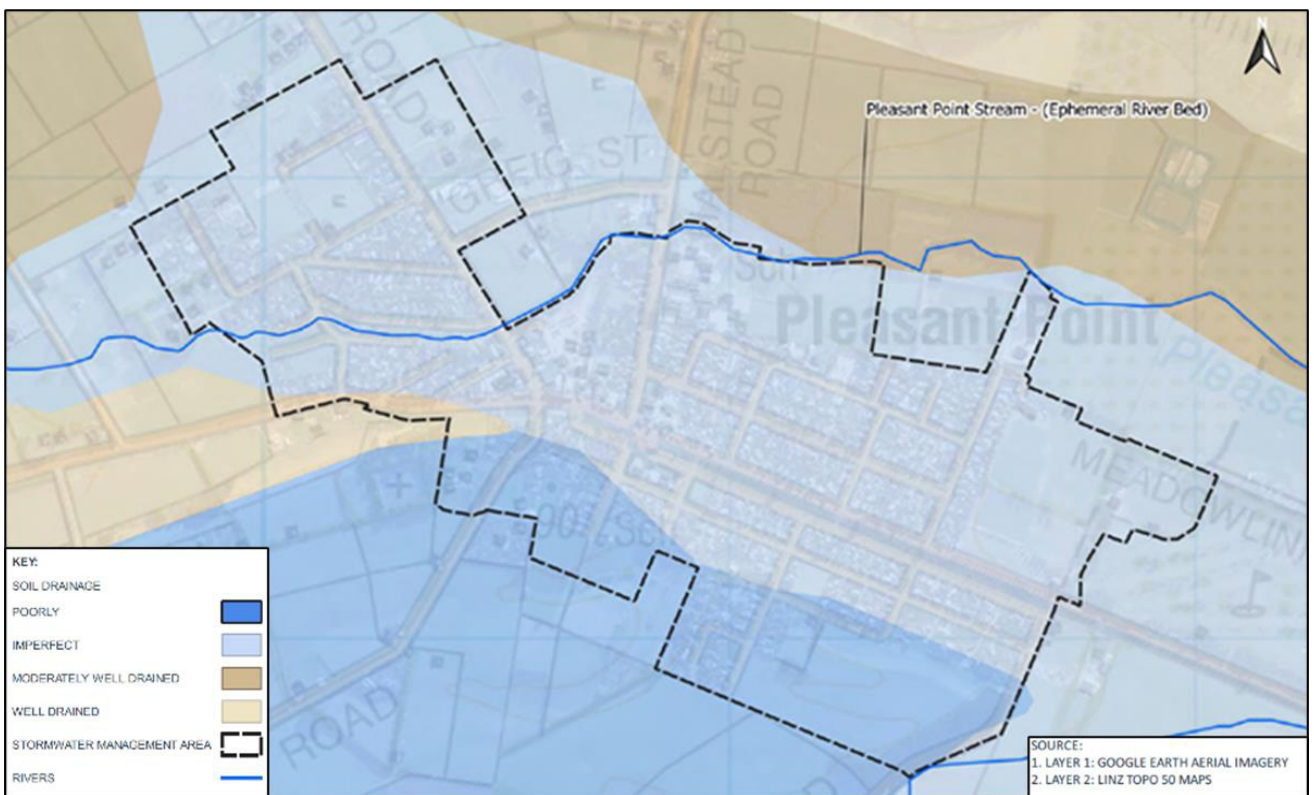 N
ROAD
HALSTEAD
ROAD
Pleasant Point Stream - (Ephemeral River Bed)
GREIG ST
Sch
Pleasant Point
Pleasa
MEADOWLIN
ROAD
KEY:
SOIL DRAINAGE
POORLY
IMPERFECT
MODERATELY WELL DRAINED
WELL DRAINED
STORMWATER MANAGEMENT AREA
RIVERS
SOURCE:
1. LAYER 1: GOOGLE EARTH AERIAL IMAGERY
2. LAYER 2: LINZ TOPO 50 MAPS